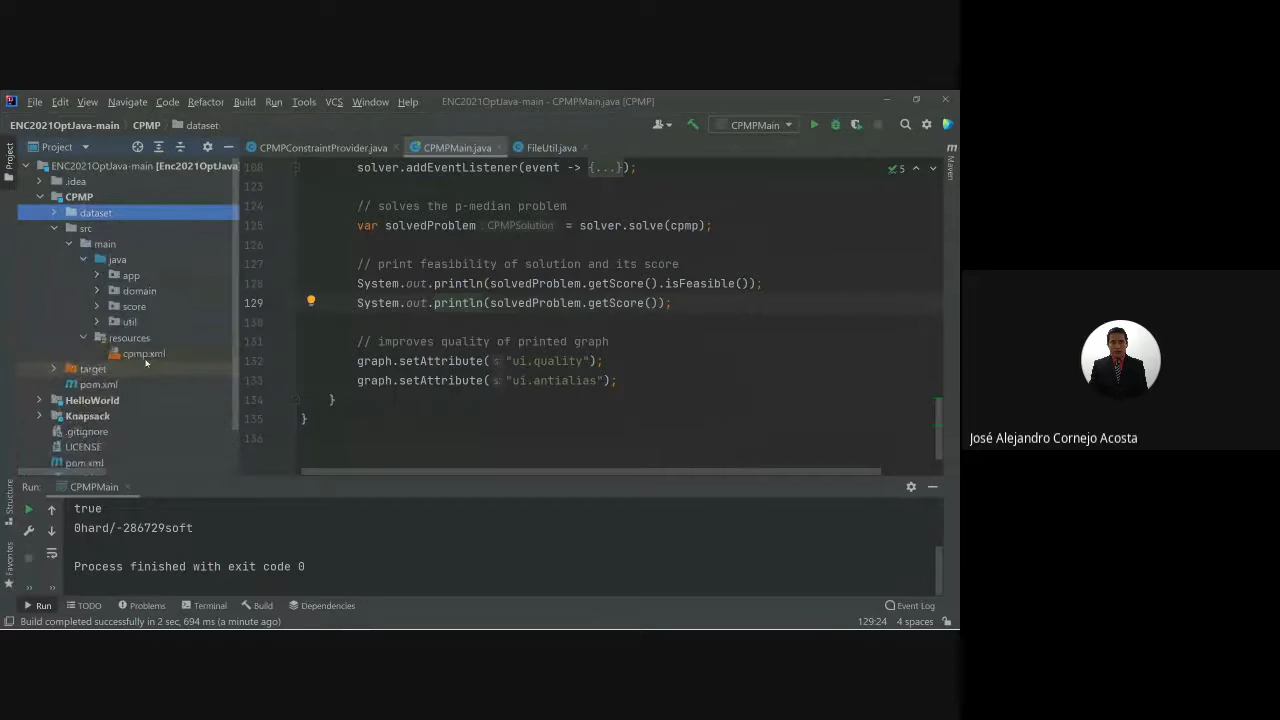 File Edit View Navigate Code Refactor Build Run Tools VCS Window Help ENC2021OptJava-main - CPMPMain.java [CPMP]
ENC2021OptJava-main CPMP dataset CPMPMain
Project CPMPConstraintProvider.java CPMPMain.java FileUtil.java
Project
Maven
ENC2021OptJava-main [Enc2021OptJava
.idea
CPMP
dataset
src
main
java
app
domain
score
util
resources
cpmp.xml
target
pom.xml
HelloWorld
Knapsack
.gitignore
LICENSE
pom.xml
108 solver.addEventListener(event -> {...}); 5
123
124 // solves the p-median problem
125 var solvedProblem CPMPSolution = solver.solve(cpmp);
126
127 // print feasibility of solution and its score
128 System.out.println(solvedProblem.getScore().isFeasible());
129 System.out.println(solvedProblem.getScore());
130
131 // improves quality of printed graph
132 graph.setAttribute( s: "ui.quality");
133 graph.setAttribute( s: "ui.antialias");
134 }
135 }
136
Structure
Favorites
Run: CPMPMain
true
0hard/-286729soft
Process finished with exit code 0
Run TODO Problems Terminal Build Dependencies Event Log
Build completed successfully in 2 sec, 694 ms (a minute ago) 129:24 4 spaces
José Alejandro Cornejo Acosta